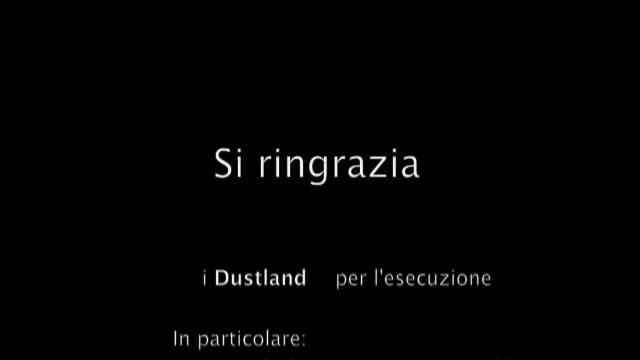 Si ringrazia
i Dustland per l'esecuzione
In particolare: